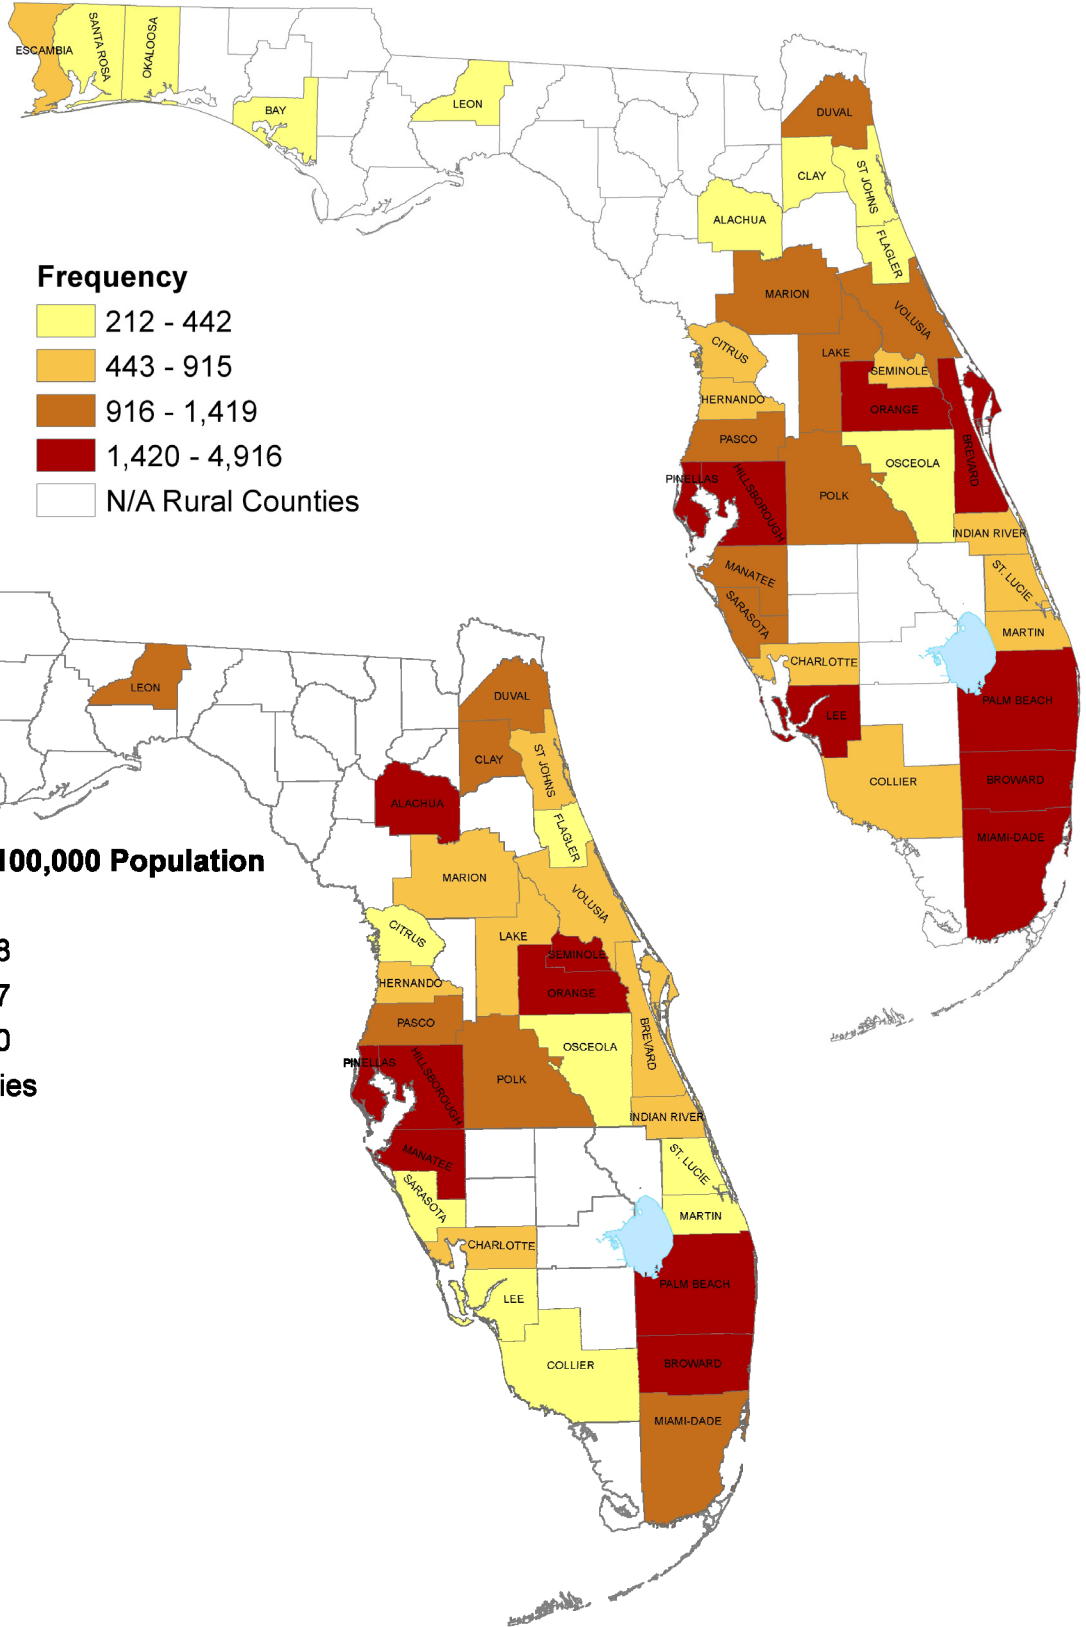 ESCAMBIA
SANTA ROSA
OKALOOSA
BAY
LEON
DUVAL
CLAY
ST JOHNS
ALACHUA
FLAGLER
MARION
VOLUSIA
CITRUS
LAKE
SEMINOLE
HERNANDO
ORANGE
PASCO
BREVARD
OSCEOLA
PINELLAS
HILLSBOROUGH
POLK
INDIAN RIVER
MANATEE
ST. LUCIE
SARASOTA
MARTIN
CHARLOTTE
PALM BEACH
LEE
COLLIER
BROWARD
MIAMI-DADE
Frequency
212 - 442
443 - 915
916 - 1,419
1,420 - 4,916
N/A Rural Counties
LEON
DUVAL
CLAY
ST JOHNS
ALACHUA
FLAGLER
MARION
VOLUSIA
CITRUS
LAKE
SEMINOLE
HERNANDO
ORANGE
PASCO
BREVARD
OSCEOLA
PINELLAS
HILLSBOROUGH
POLK
INDIAN RIVER
MANATEE
ST. LUCIE
SARASOTA
MARTIN
CHARLOTTE
PALM BEACH
LEE
COLLIER
BROWARD
MIAMI-DADE
100,000 Population
8
7
0
ies